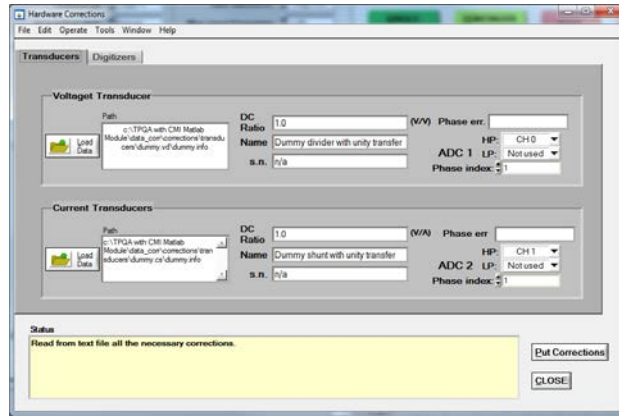 Hardware Corrections
File Edit Operate Tools Window Help
Transducers Digitizers
Voltaget Transducer
Path
c:\TPQA with CMI Matlab
Module\data_corr\corrections\transdu
cers\dummy.vd\dummy.info
Load
Data
DC
Ratio
1.0
(V/V)
Phase err.
Name
Dummy divider with unity transfer
s.n.
n/a
HP:
CH 0
ADC 1
LP:
Not used
Phase index:
1
Current Transducers
Path
c:\TPQA with CMI Matlab
Module\data_corr\corrections\tran
sducers\dummy.cs\dummy.info
Load
Data
DC
Ratio
1.0
(V/A)
Phase err
Name
Dummy shunt with unity transfer
s.n.
n/a
HP:
CH 1
ADC 2
LP:
Not used
Phase index:
1
Status
Read from text file all the necessary corrections.
Put Corrections
CLOSE